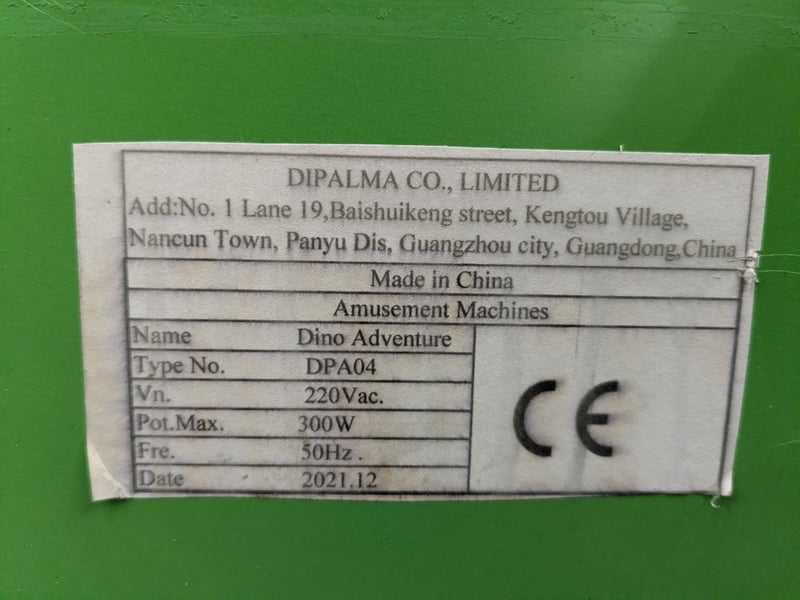 DIPALMA CO., LIMITED
Add:No. 1 Lane 19,Baishuikeng street, Kengtou Village,
Nancun Town, Panyu Dis, Guangzhou city, Guangdong,China
Made in China
Amusement Machines
Name Dino Adventure
Type No. DPA04
Vn. 220Vac.
Pot.Max. 300W
Fre. 50Hz .
Date 2021.12
CE